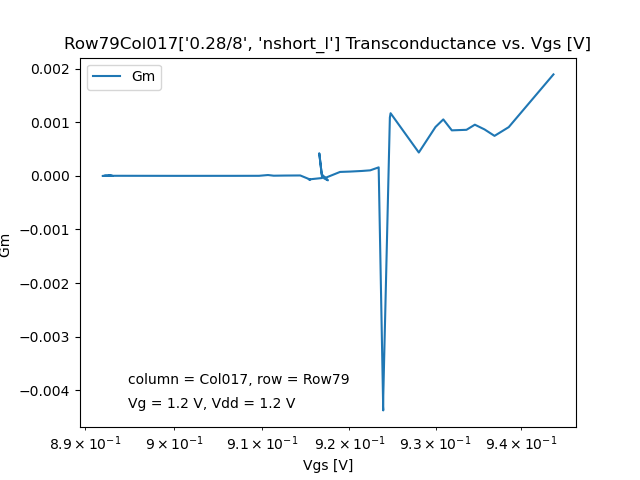 Row79Col017['0.28/8', 'nshort_l'] Transconductance vs. Vgs [V]
Gm
0.002
0.001
0.000
−0.001
−0.002
−0.003
−0.004
Gm
column = Col017, row = Row79
Vg = 1.2 V, Vdd = 1.2 V
8.9 × 10⁻¹ 9 × 10⁻¹ 9.1 × 10⁻¹ 9.2 × 10⁻¹ 9.3 × 10⁻¹ 9.4 × 10⁻¹
Vgs [V]